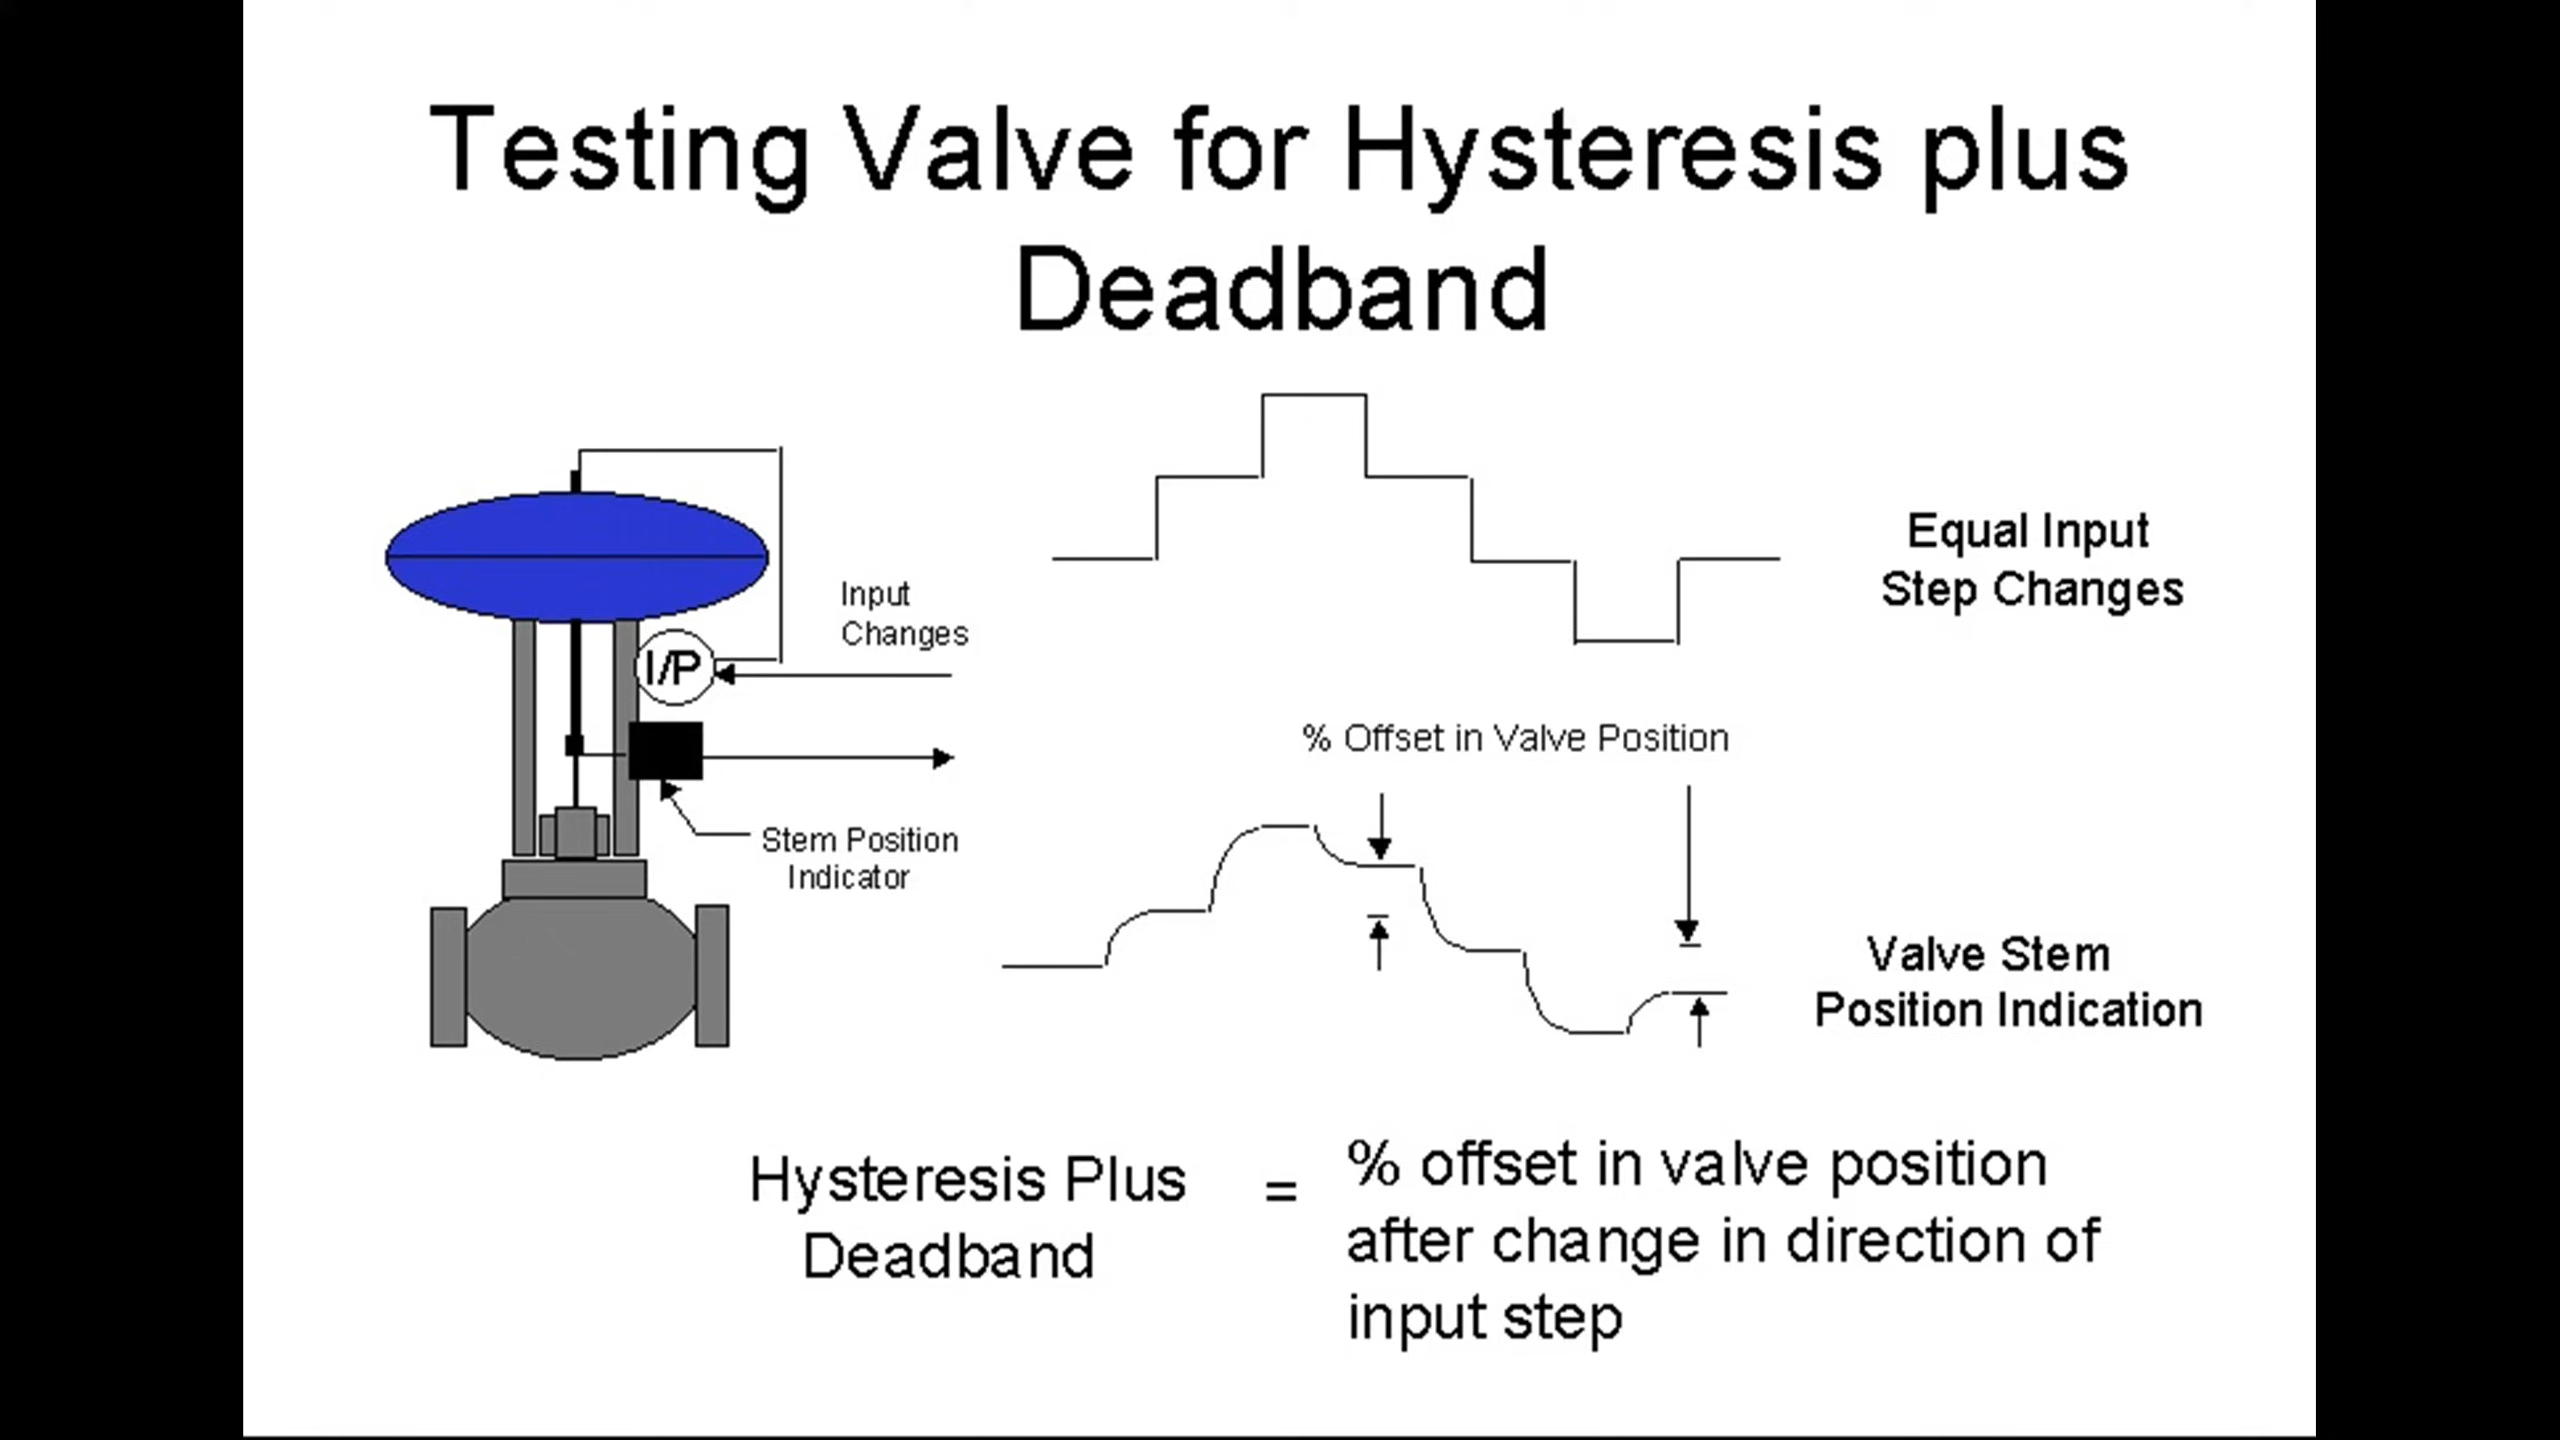 Testing Valve for Hysteresis plus
Deadband
Equal Input
Step Changes
Input
Changes
I/P
% Offset in Valve Position
Stem Position
Indicator
Valve Stem
Position Indication
Hysteresis Plus
Deadband
=
% offset in valve position
after change in direction of
input step